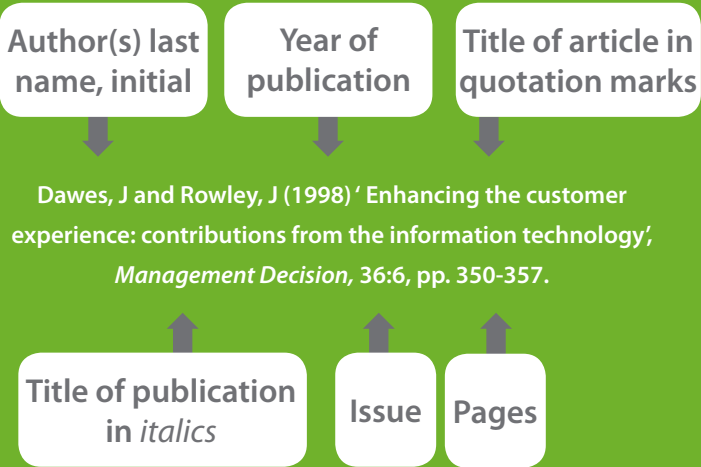 Author(s) last
name, initial
Year of
publication
Title of article in
quotation marks
Dawes, J and Rowley, J (1998) ‘ Enhancing the customer
experience: contributions from the information technology’,
Management Decision, 36:6, pp. 350-357.
Title of publication
in italics
Issue
Pages